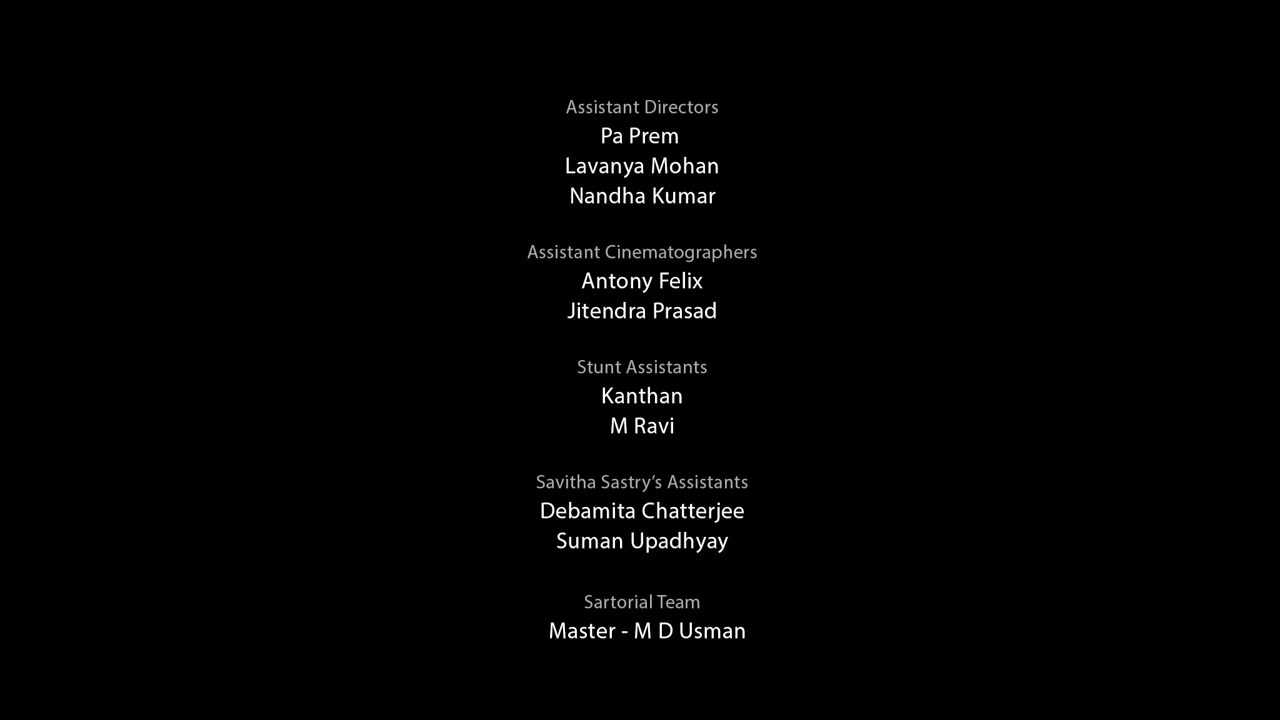 Assistant Directors
Pa Prem
Lavanya Mohan
Nandha Kumar
Assistant Cinematographers
Antony Felix
Jitendra Prasad
Stunt Assistants
Kanthan
M Ravi
Savitha Sastry’s Assistants
Debamita Chatterjee
Suman Upadhyay
Sartorial Team
Master - M D Usman